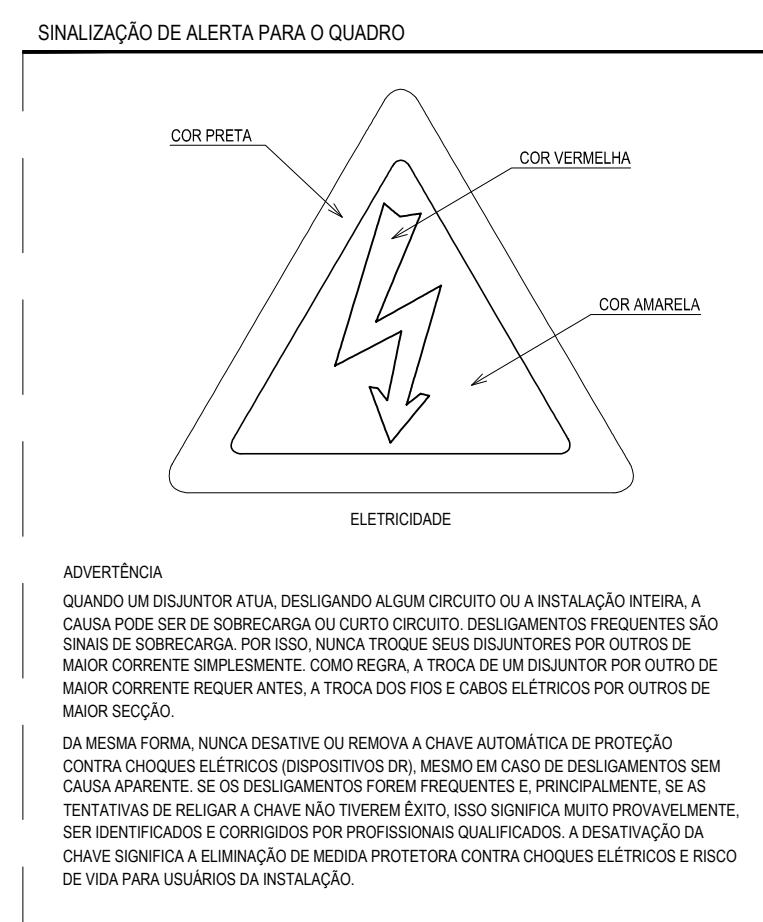 SINALIZAÇÃO DE ALERTA PARA O QUADRO
COR PRETA
COR VERMELHA
COR AMARELA
ELETRICIDADE
ADVERTÊNCIA
QUANDO UM DISJUNTOR ATUA, DESLIGANDO ALGUM CIRCUITO OU A INSTALAÇÃO INTEIRA, A
CAUSA PODE SER DE SOBRECARGA OU CURTO CIRCUITO. DESLIGAMENTOS FREQUENTES SÃO
SINAIS DE SOBRECARGA. POR ISSO, NUNCA TROQUE SEUS DISJUNTORES POR OUTROS DE
MAIOR CORRENTE SIMPLESMENTE. COMO REGRA, A TROCA DE UM DISJUNTOR POR OUTRO DE
MAIOR CORRENTE REQUER ANTES, A TROCA DOS FIOS E CABOS ELÉTRICOS POR OUTROS DE
MAIOR SECÇÃO.
DA MESMA FORMA, NUNCA DESATIVE OU REMOVA A CHAVE AUTOMÁTICA DE PROTEÇÃO
CONTRA CHOQUES ELÉTRICOS (DISPOSITIVOS DR), MESMO EM CASO DE DESLIGAMENTOS SEM
CAUSA APARENTE. SE OS DESLIGAMENTOS FOREM FREQUENTES E, PRINCIPALMENTE, SE AS
TENTATIVAS DE RELIGAR A CHAVE NÃO TIVEREM ÊXITO, ISSO SIGNIFICA MUITO PROVAVELMENTE,
SER IDENTIFICADOS E CORRIGIDOS POR PROFISSIONAIS QUALIFICADOS. A DESATIVAÇÃO DA
CHAVE SIGNIFICA A ELIMINAÇÃO DE MEDIDA PROTETORA CONTRA CHOQUES ELÉTRICOS E RISCO
DE VIDA PARA USUÁRIOS DA INSTALAÇÃO.